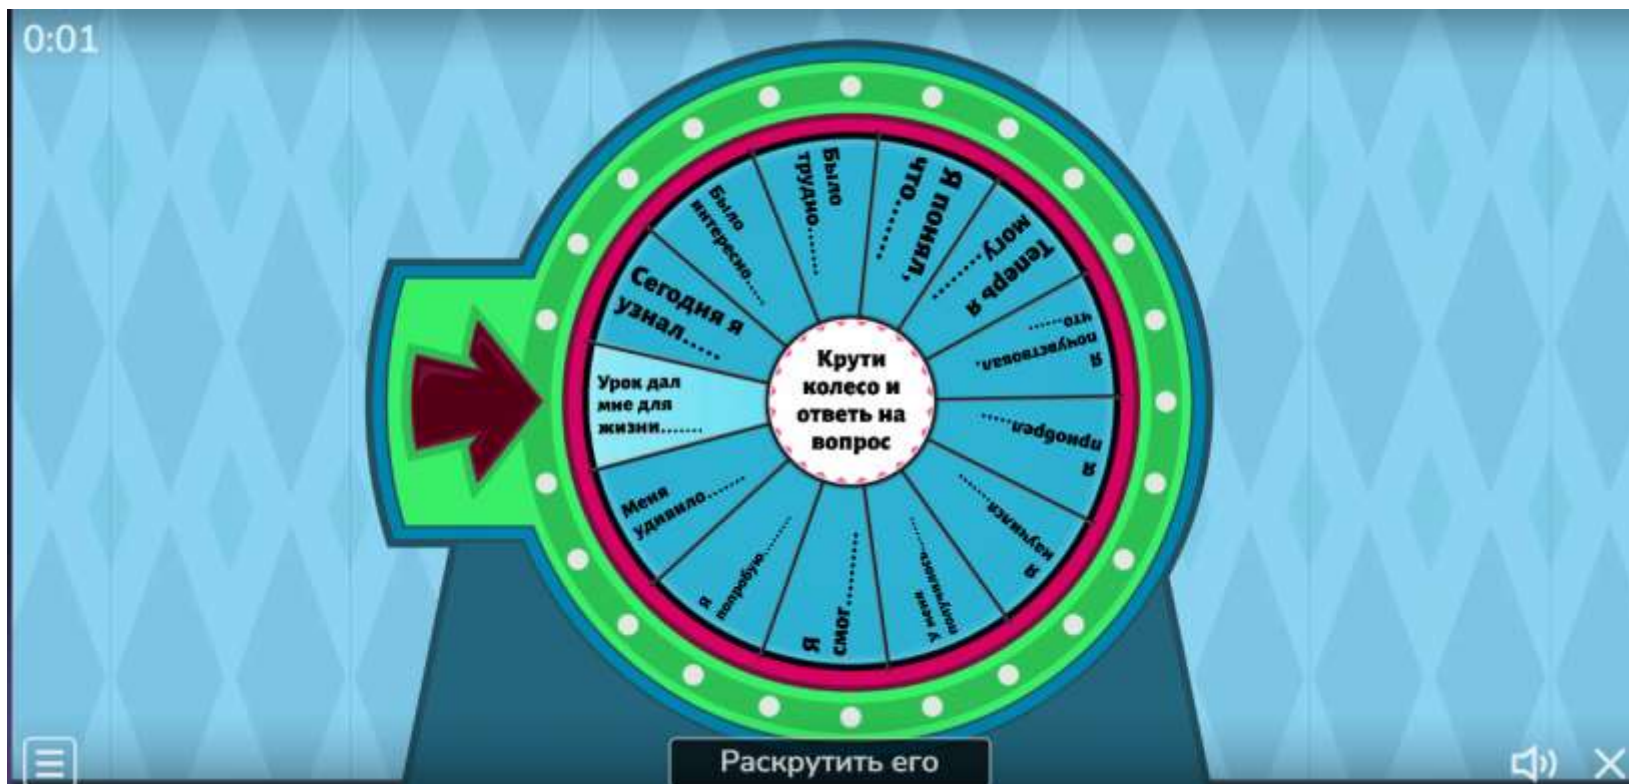 0:01
Было
трудно.......
Я понял,
что........
Теперь я
могу........
Я
почувствовал,
что......
Я
приобрел.....
Я
научился........
У меня
получилось.......
Я
смог..........
Я
попробую........
Меня
удивило.......
Урок дал
мне для
жизни.......
Сегодня я
узнал.....
Было
интересно.....
Крути
колесо и
ответь на
вопрос
Раскрутить его